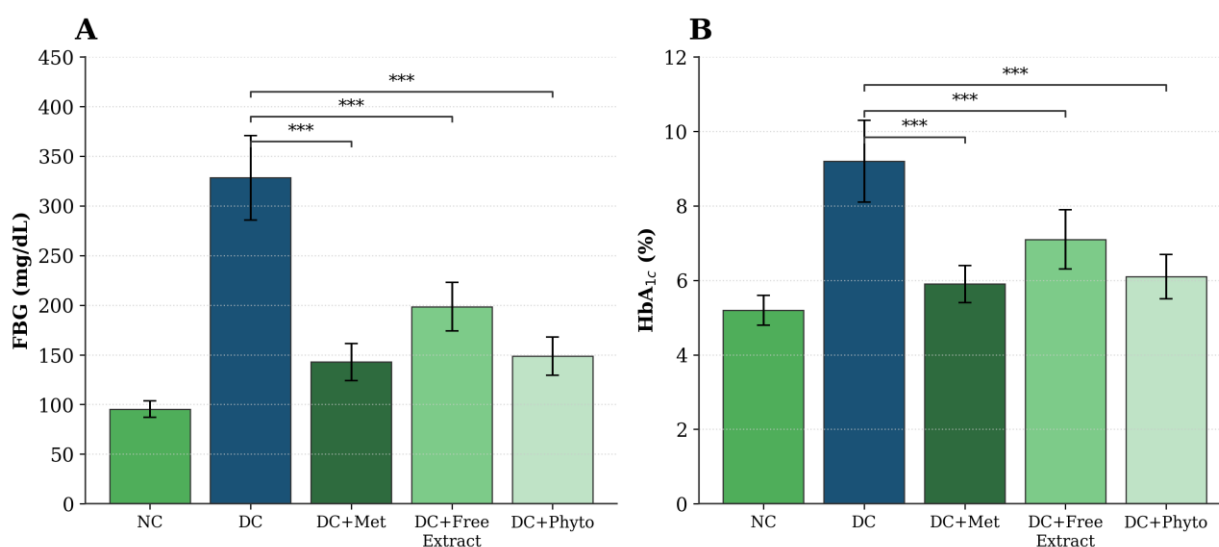 A
FBG (mg/dL)
450
400
350
300
250
200
150
100
50
0
***
***
***
NC
DC
DC+Met
DC+Free
Extract
DC+Phyto
B
HbA1c (%)
12
10
8
6
4
2
0
***
***
***
NC
DC
DC+Met
DC+Free
Extract
DC+Phyto